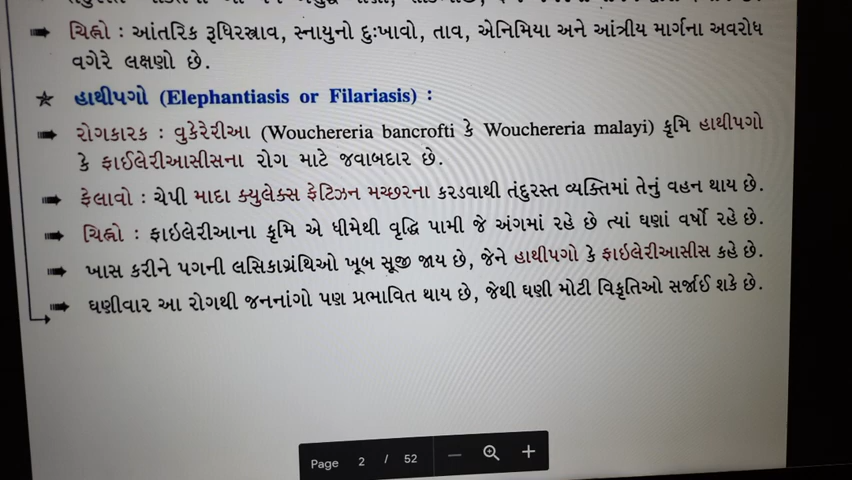 ➠ ચિહ્નો : આંતરિક રુધિરસ્ત્રાવ, સ્નાયુનો દુઃખાવો, તાવ, એનિમિયા અને આંત્રીય માર્ગના અવરોધ
વગેરે લક્ષણો છે.
★ હાથીપગો (Elephantiasis or Filariasis) :
➠ રોગકારક : વુકેરેરીઆ (Wouchereria bancrofti કે Wouchereria malayi) કૃમિ હાથીપગો
કે ફાઈલેરીઆસીસના રોગ માટે જવાબદાર છે.
➠ ફેલાવો : ચેપી માદા ક્યુલેક્સ ફેટિઝન મચ્છરના કરડવાથી તંદુરસ્ત વ્યક્તિમાં તેનું વહન થાય છે.
➠ ચિહ્નો : ફાઇલેરીઆના કૃમિ એ ધીમેથી વૃદ્ધિ પામી જે અંગમાં રહે છે ત્યાં ઘણાં વર્ષો રહે છે.
➠ ખાસ કરીને પગની લસિકાગ્રંથિઓ ખૂબ સૂજી જાય છે, જેને હાથીપગો કે ફાઇલેરીઆસીસ કહે છે.
➠ ઘણીવાર આ રોગથી જનનાંગો પણ પ્રભાવિત થાય છે, જેથી ઘણી મોટી વિકૃતિઓ સર્જાઈ શકે છે.
Page 2 / 52 — +